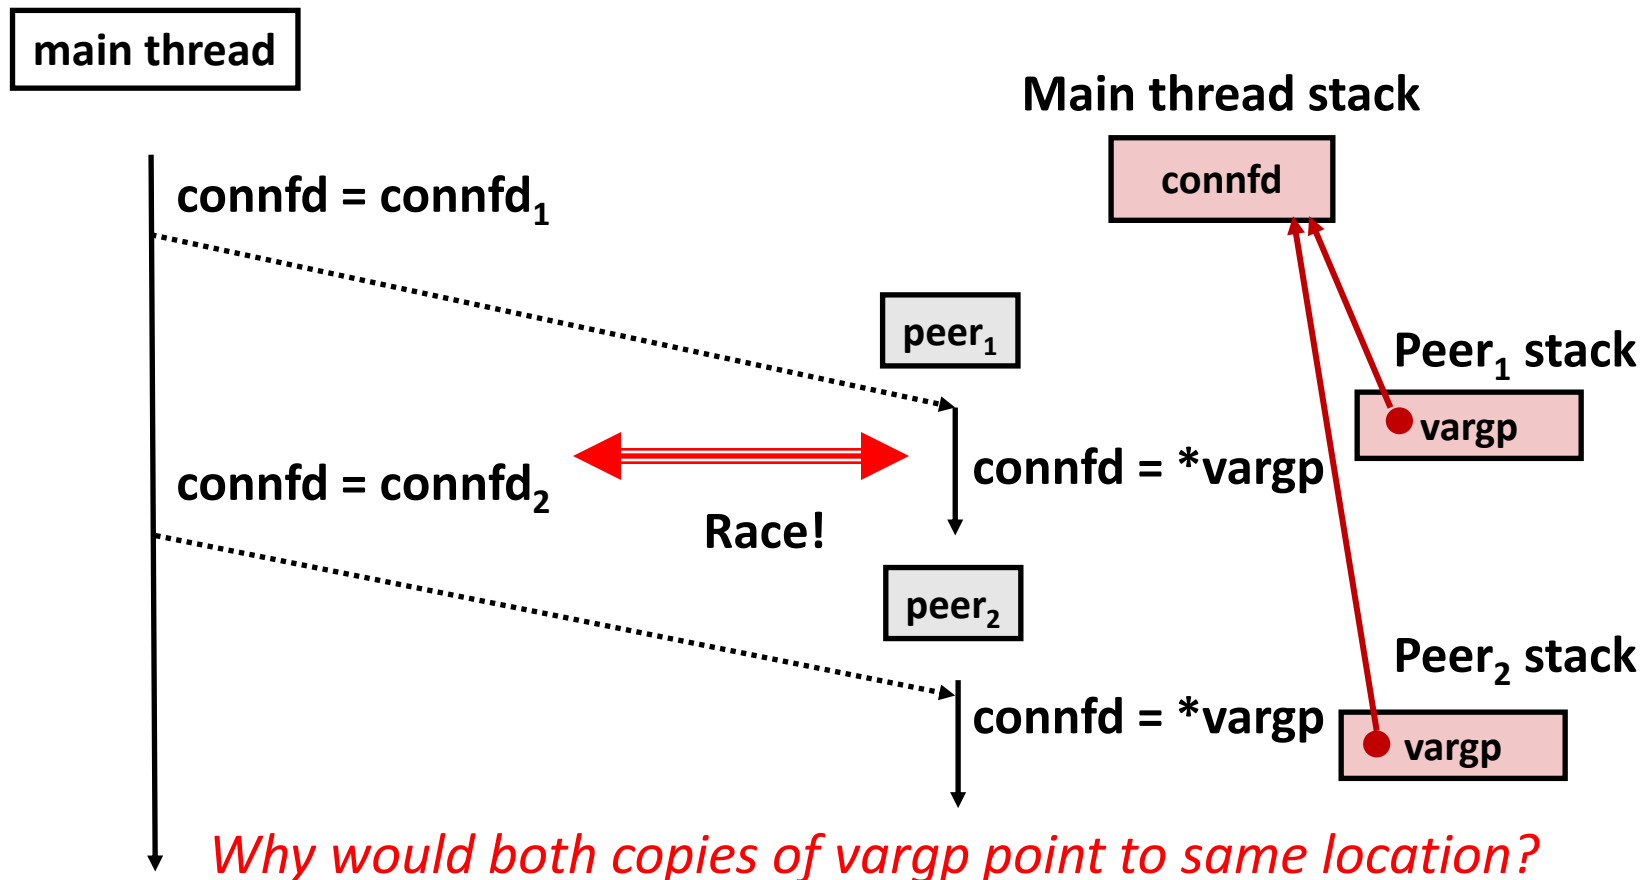 main thread
Main thread stack
connfd
connfd = connfd₁
peer₁
Peer₁ stack
vargp
connfd = *vargp
connfd = connfd₂
Race!
peer₂
Peer₂ stack
connfd = *vargp
vargp
Why would both copies of vargp point to same location?